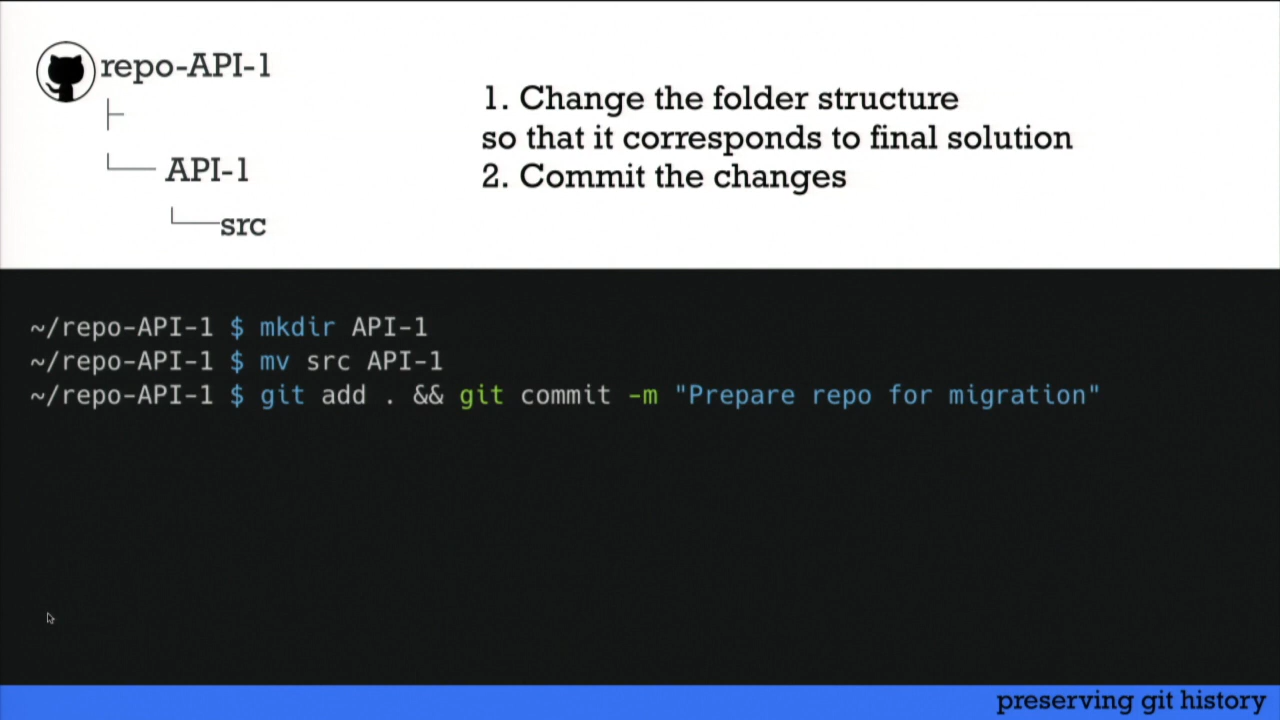 repo-API-1
API-1
src
1. Change the folder structure
so that it corresponds to final solution
2. Commit the changes
~/repo-API-1 $ mkdir API-1
~/repo-API-1 $ mv src API-1
~/repo-API-1 $ git add . && git commit -m "Prepare repo for migration"
preserving git history